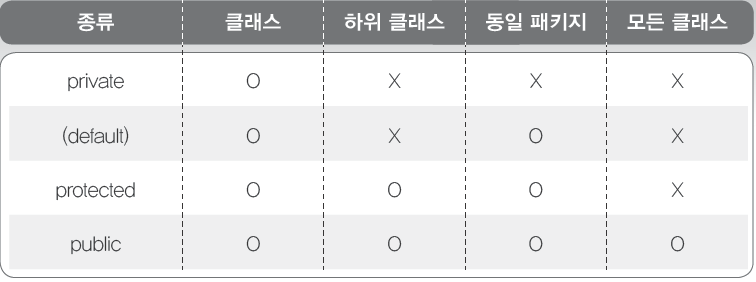 종류 클래스 하위 클래스 동일 패키지 모든 클래스
private O X X X
(default) O X O X
protected O O O X
public O O O O